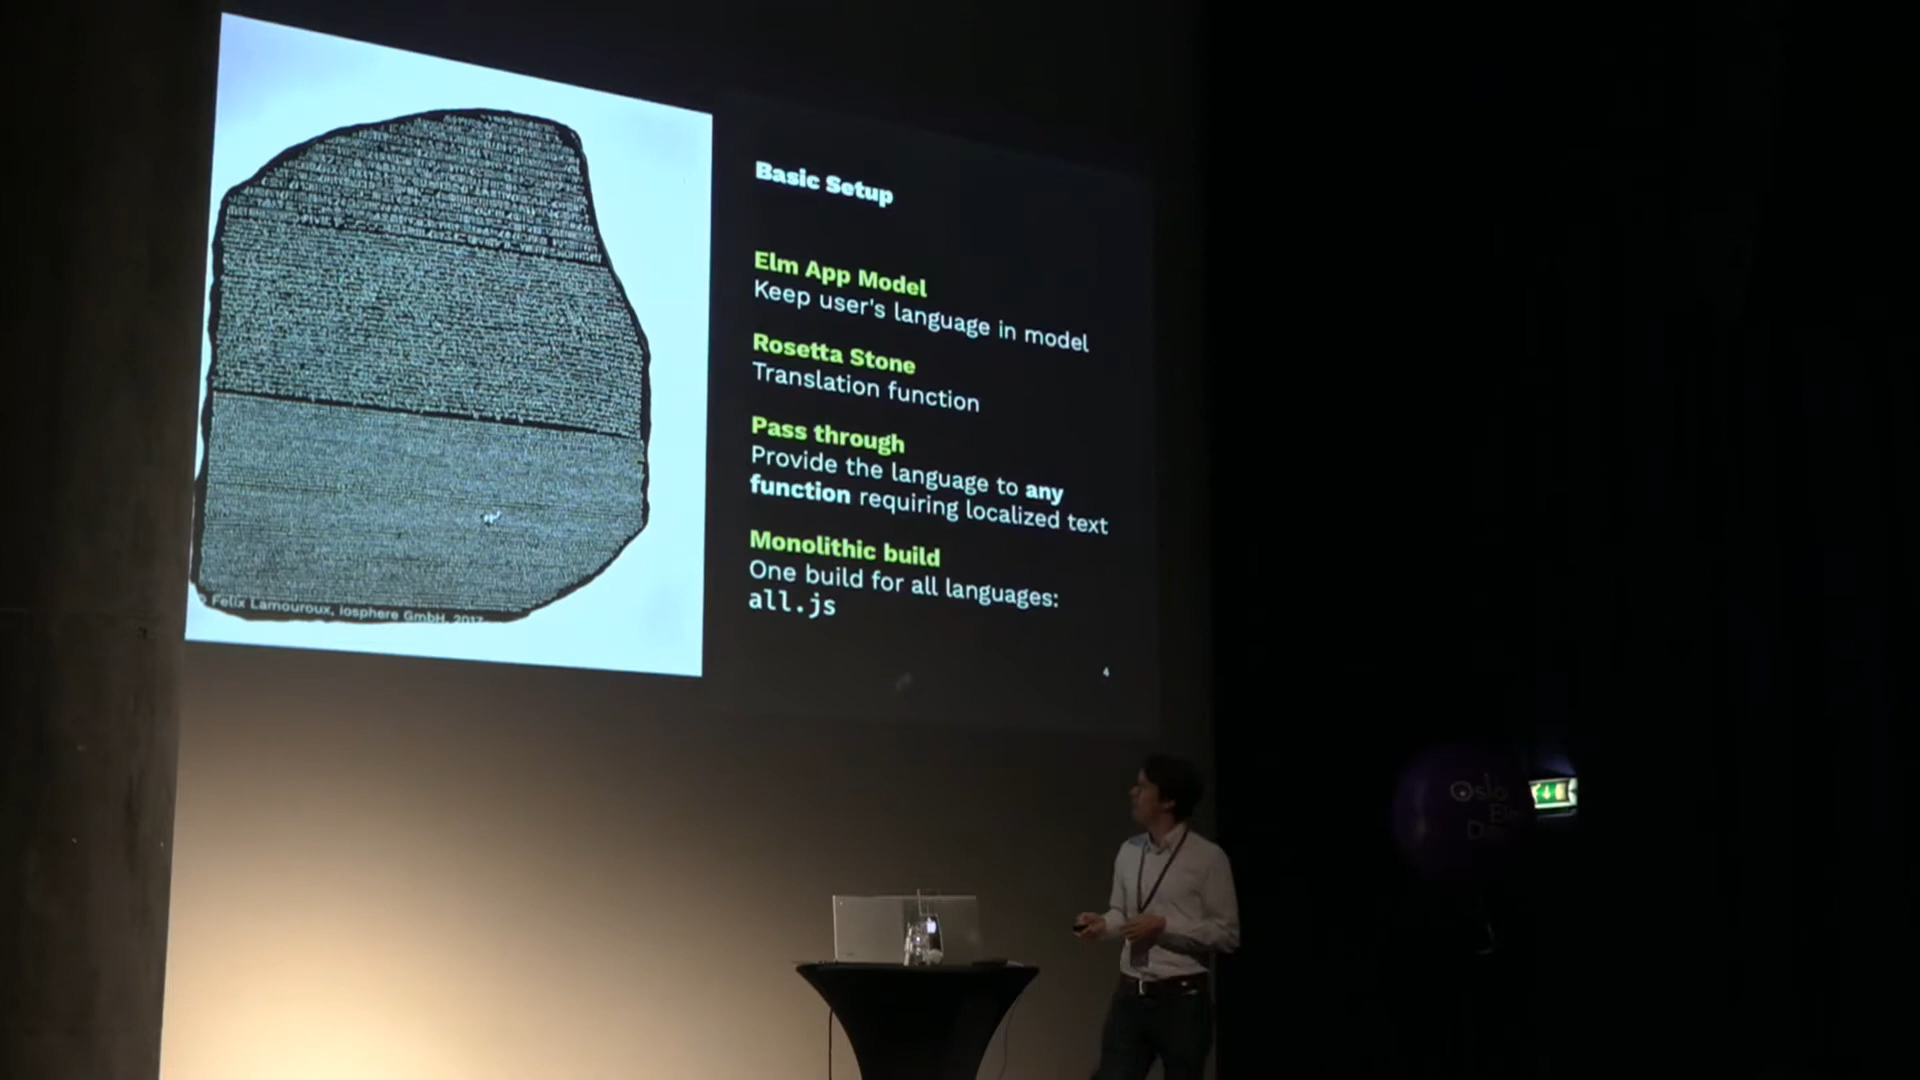 Basic Setup
Elm App Model
Keep user's language in model
Rosetta Stone
Translation function
Pass through
Provide the language to any
function requiring localized text
Monolithic build
One build for all languages:
all.js
© Felix Lamouroux, iosphere GmbH, 2017
4
Oslo
Elm